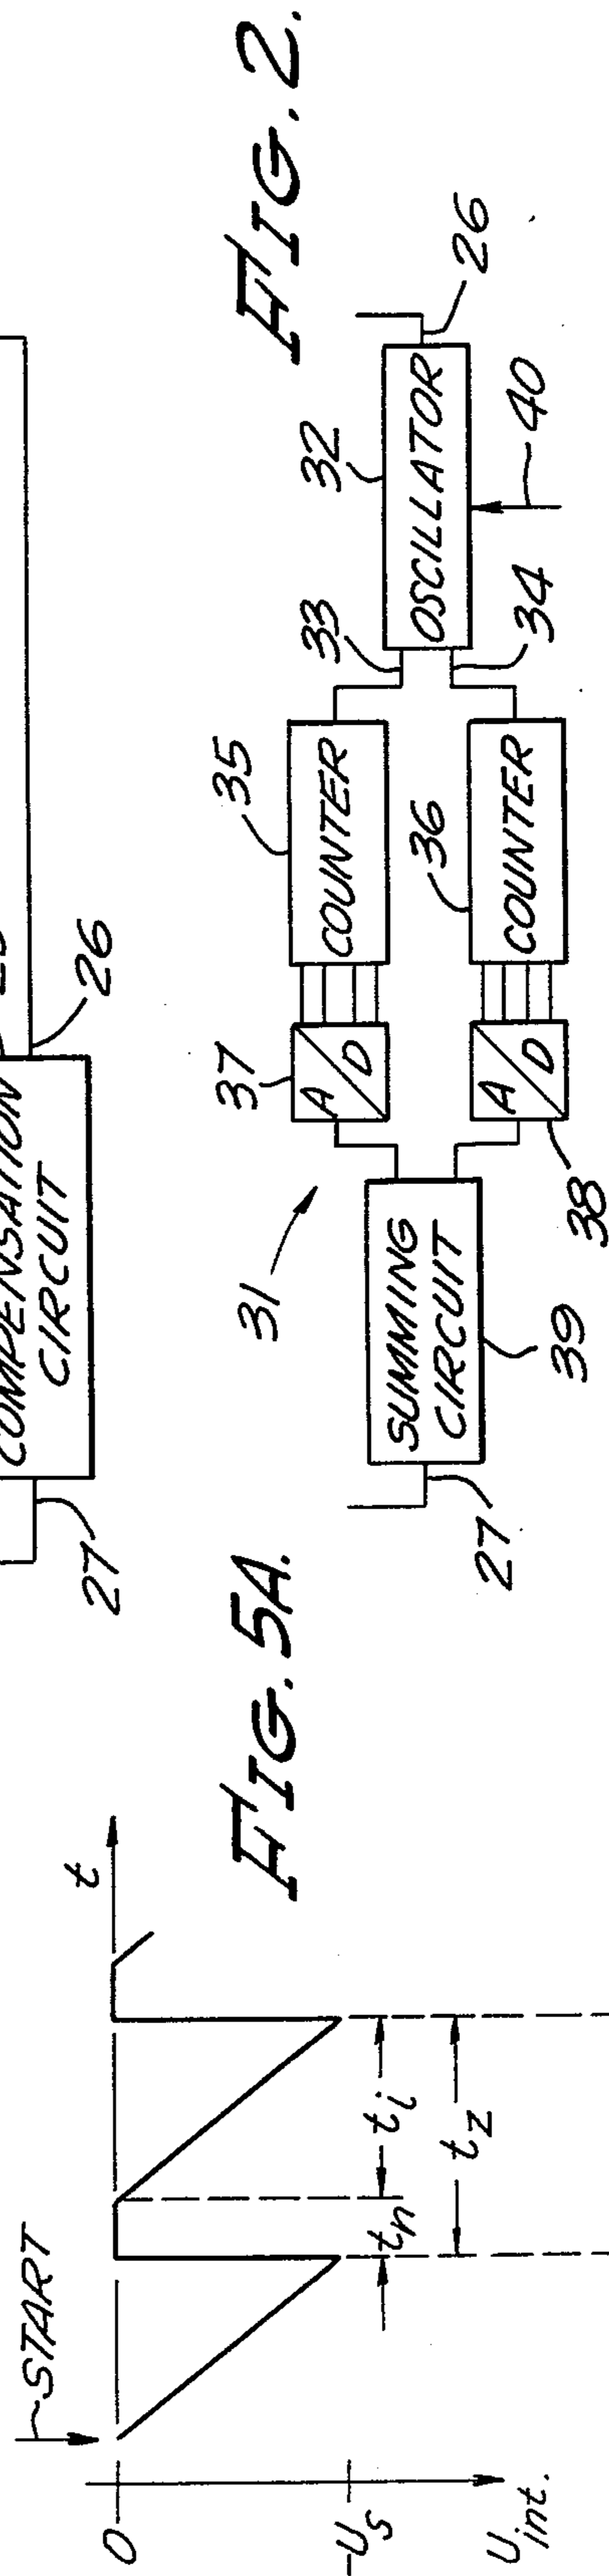 COMPENSATION
CIRCUIT
26
27
FIG. 2.
31
SUMMING
CIRCUIT
39
27
37
A/D
A/D
38
35
COUNTER
36
COUNTER
33
34
32
OSCILLATOR
26
40
FIG. 5A.
START
t
0
-Us
Uint.
tn
ti
tz